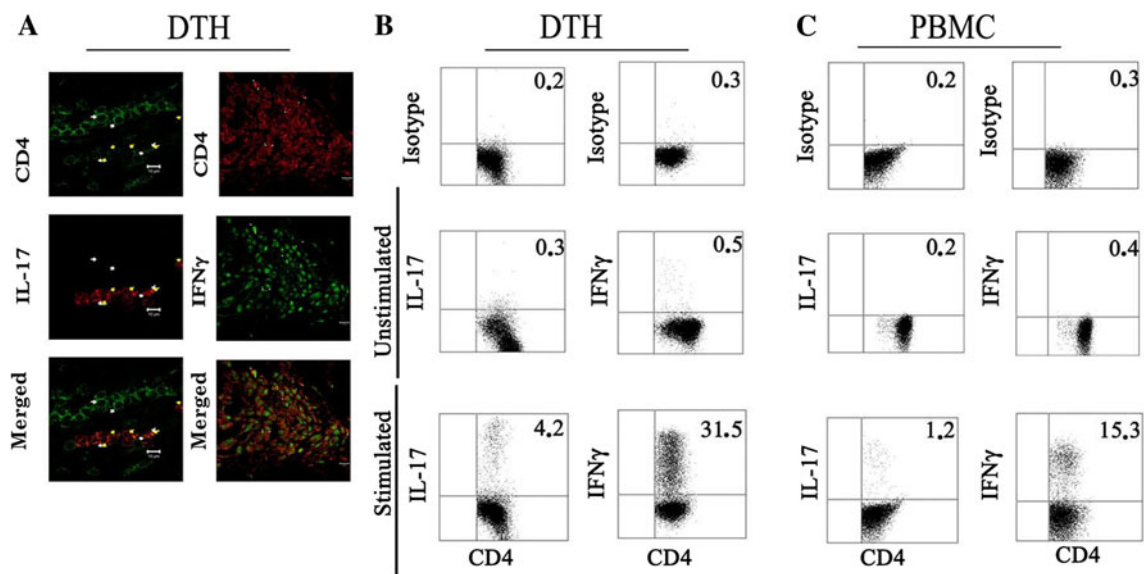 A
DTH
CD4
CD4
IL-17
IFNγ
Merged
Merged
B
DTH
Isotype
0.2
Isotype
0.3
Unstimulated
IL-17
0.3
IFNγ
0.5
Stimulated
IL-17
4.2
IFNγ
31.5
CD4
CD4
C
PBMC
Isotype
0.2
Isotype
0.3
IL-17
0.2
IFNγ
0.4
IL-17
1.2
IFNγ
15.3
CD4
CD4